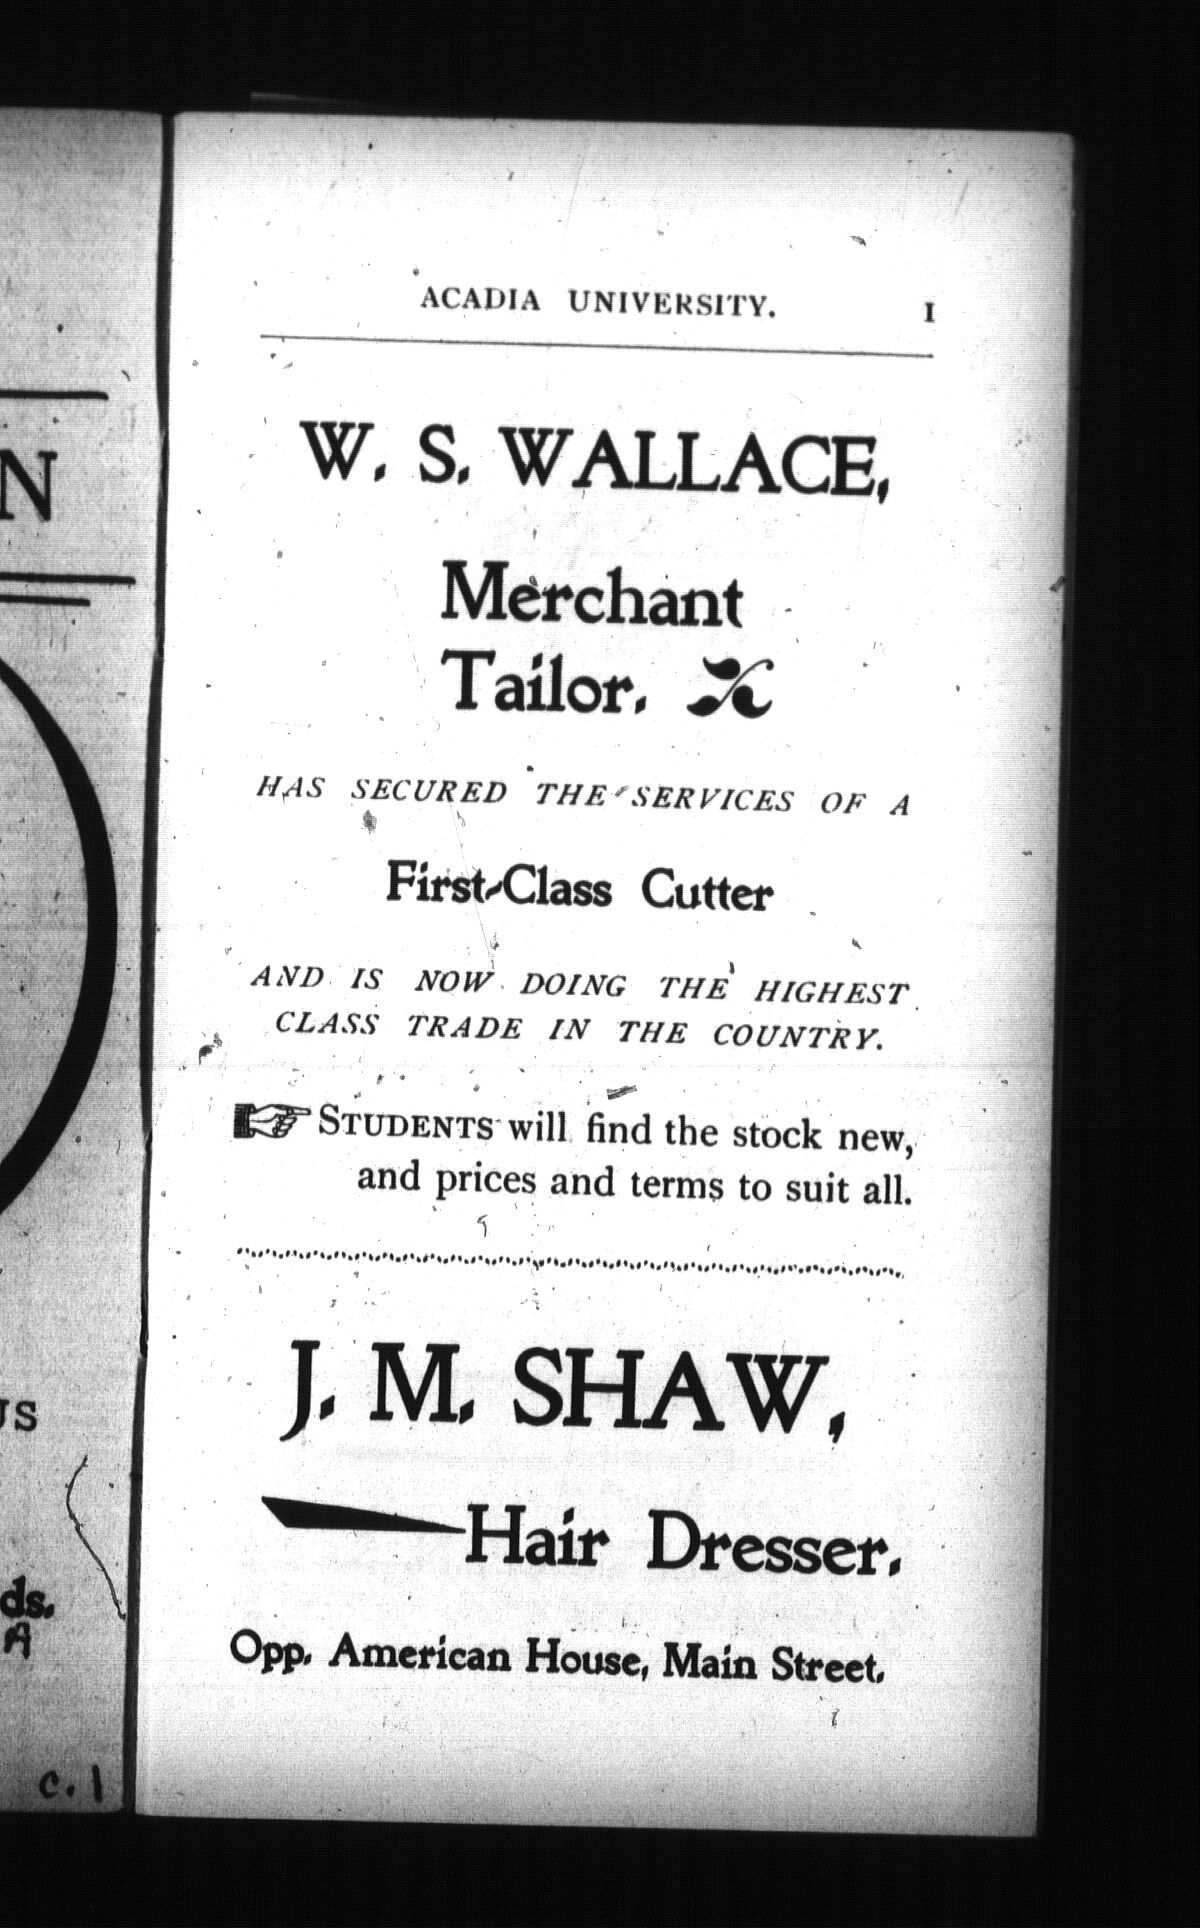 ACADIA UNIVERSITY. I
W. S. WALLACE,
Merchant
Tailor.
HAS SECURED THE SERVICES OF A
First-Class Cutter
AND IS NOW DOING THE HIGHEST
CLASS TRADE IN THE COUNTRY.
STUDENTS will find the stock new,
and prices and terms to suit all.
J. M. SHAW,
Hair Dresser.
Opp. American House, Main Street.
N
US
ds.
A
c. 1